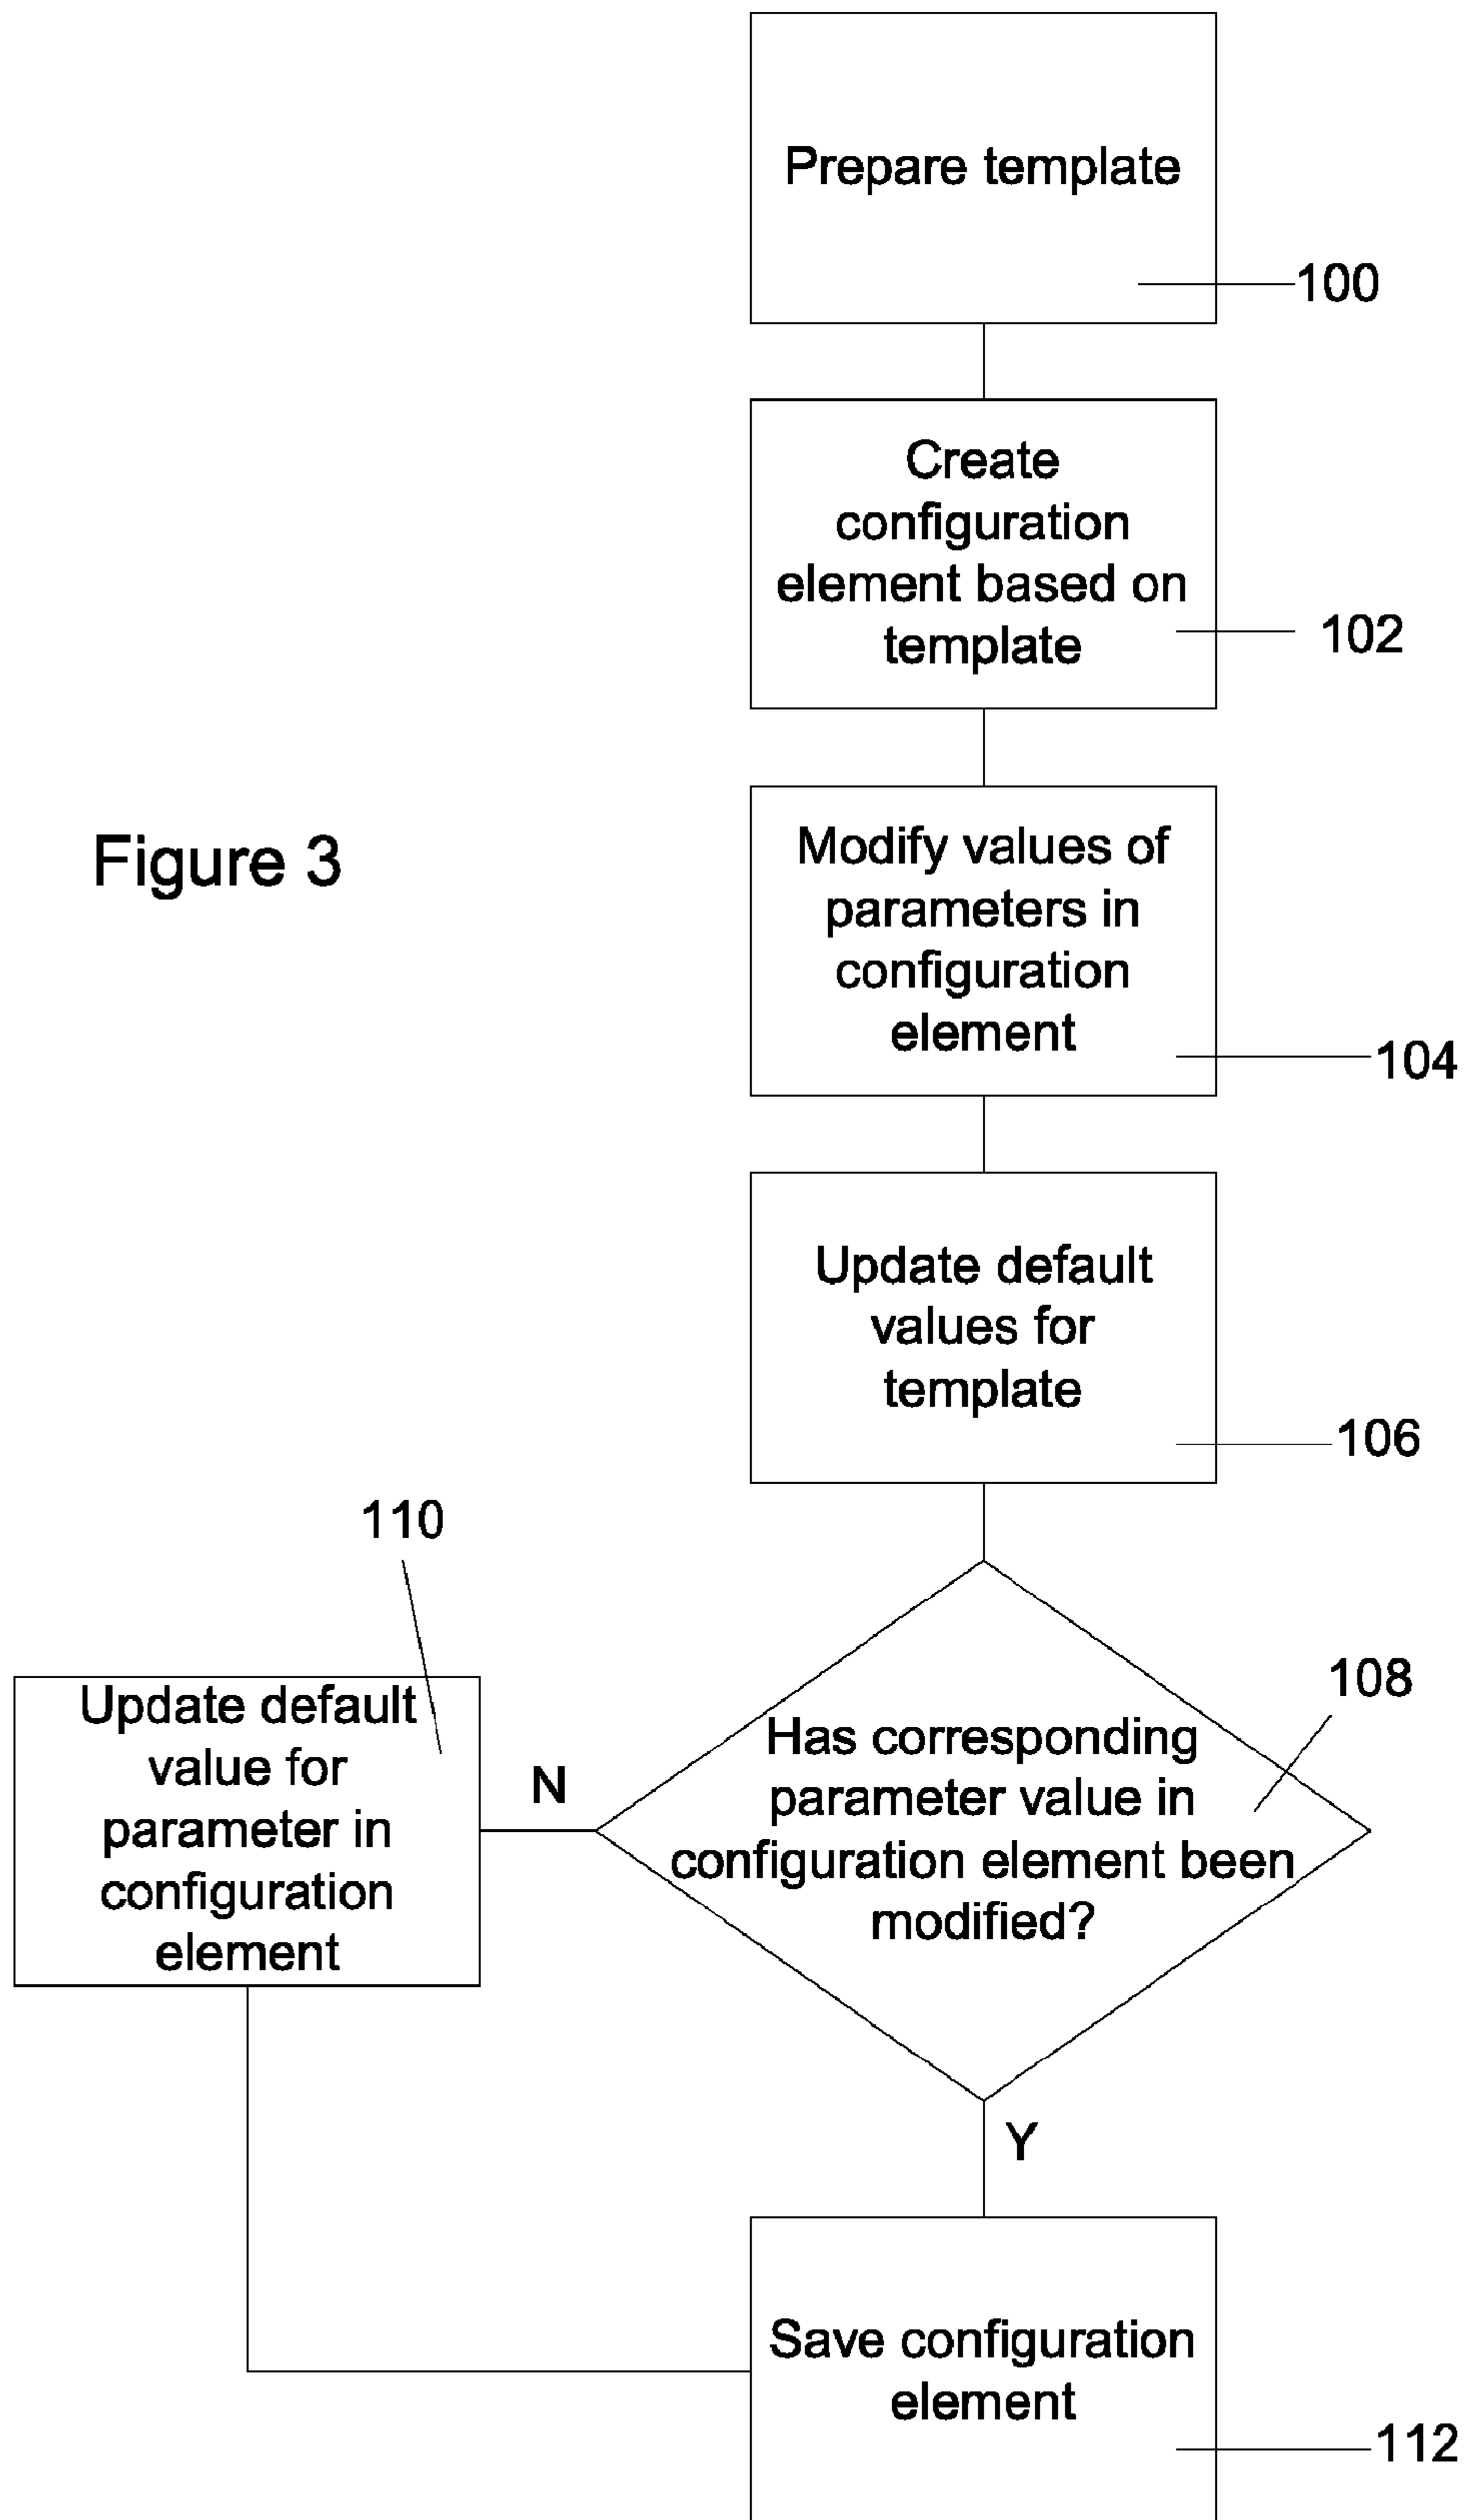 Prepare template
100
Create
configuration
element based on
template
102
Figure 3
Modify values of
parameters in
configuration
element
104
Update default
values for
template
106
110
108
Update default
value for
parameter in
configuration
element
N
Has corresponding
parameter value in
configuration element been
modified?
Y
Save configuration
element
112